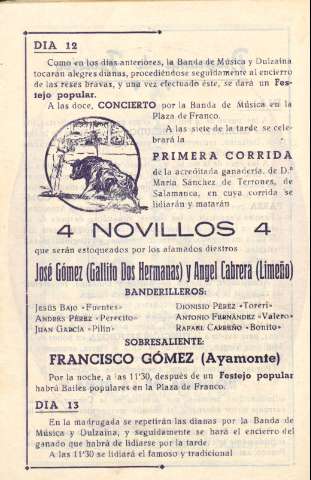 DIA 12
Como en los días anteriores, la Banda de Música y Dulzaina
tocarán alegres dianas, procediéndose seguidamente al encierro
de las reses bravas, y una vez efectuado éste, se dará un Fes-
tejo popular.
A las doce, CONCIERTO por la Banda de Música en la
Plaza de Franco.
A las siete de la tarde se cele-
brará la
PRIMERA CORRIDA
de la acreditada ganadería, de D.ª
María Sánchez de Terrones, de
Salamanca, en cuya corrida se
lidiarán y matarán
4 NOVILLOS 4
que serán estoqueados por los afamados diestros
José Gómez (Gallito Dos Hermanas) y Angel Cabrera (Limeño)
BANDERILLEROS:
JESÚS BAJO «Fuentes»
DIONISIO PÉREZ «Toreri»
ANDRÉS PÉREZ «Perrecito»
ANTONIO FERNÁNDEZ «Valero»
JUAN GARCÍA «Pilín»
RAFAEL CARREÑO «Bonito»
SOBRESALIENTE:
FRANCISCO GÓMEZ (Ayamonte)
Por la noche, a las 11'30, después de un Festejo popular
habrá Bailes populares en la Plaza de Franco.
DIA 13
En la madrugada se repetirán las dianas por la Banda de
Música y Dulzaina, y seguidamente se hará el encierro del
ganado que habrá de lidiarse por la tarde.
A las 11'30 se lidiará el famoso y tradicional